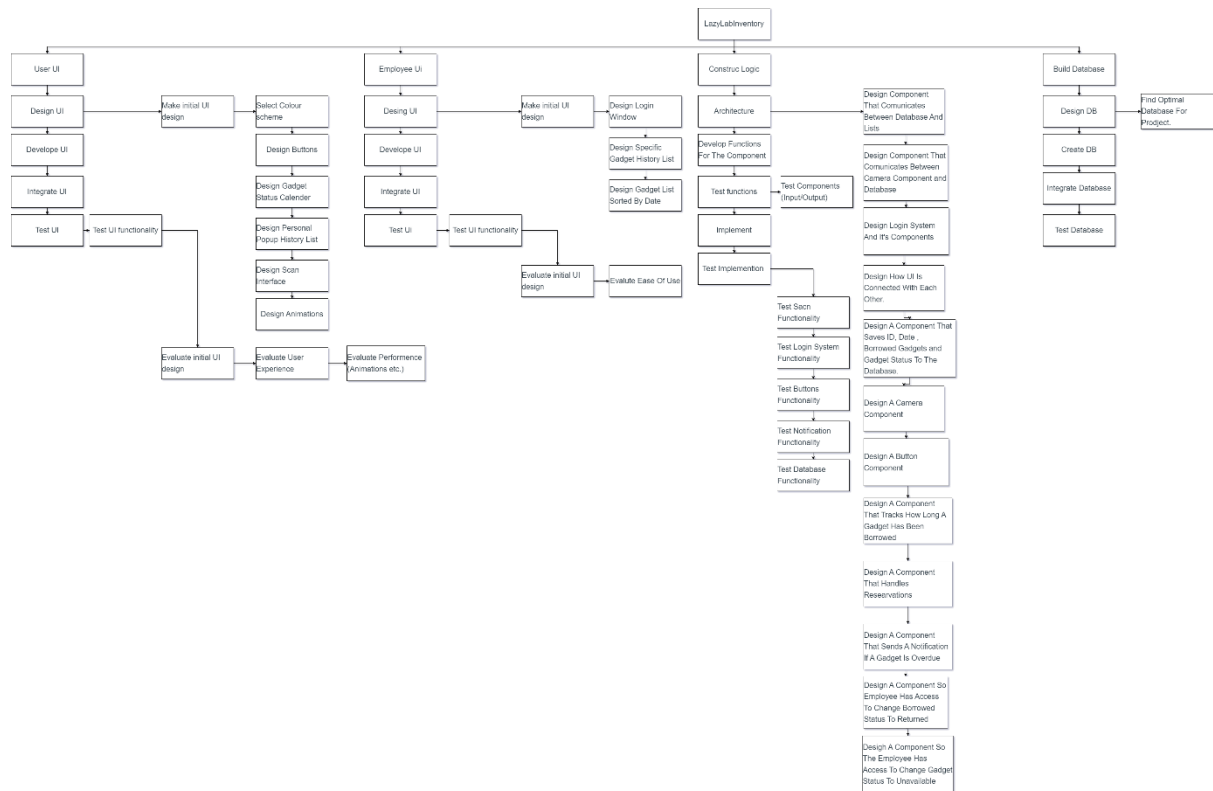 LazyLabInventory
User UI
Design UI
Develope UI
Integrate UI
Test UI
Test UI functionality
Make initial UI
design
Select Colour
scheme
Design Buttons
Design Gadget
Status Calender
Design Personal
Popup History List
Design Scan
Interface
Design Animations
Evaluate initial UI
design
Evaluate User
Experience
Evaluate Performence
(Animations etc.)
Employee Ui
Desing UI
Develope UI
Integrate UI
Test Ui
Test UI functionality
Make initial UI
design
Design Login
Window
Design Specific
Gadget History List
Design Gadget List
Sorted By Date
Evaluate initial UI
design
Evalute Ease Of Use
Construc Logic
Architecture
Develop Functions
For The Component
Test functions
Test Components
(Input/Output)
Implement
Test Implemention
Test Sacn
Functionality
Test Login System
Functionality
Test Buttons
Functionality
Test Notification
Functionality
Test Database
Functionality
Design Component
That Comunicates
Between Database And
Lists
Design Component That
Comunicates Between
Camera Component and
Database
Design Login System
And It's Components
Design How UI Is
Connected With Each
Other.
Design A Component That
Saves ID, Date ,
Borrowed Gadgets and
Gadget Status To The
Database.
Design A Camera
Component
Design A Button
Component
Design A Component
That Tracks How Long A
Gadget Has Been
Borrowed
Design A Component
That Handles
Researvations
Design A Component
That Sends A Notification
If A Gadget Is Overdue
Design A Component So
Employee Has Access
To Change Borrowed
Status To Returned
Desigh A Component So
The Employee Has
Access To Change Gadget
Status To Unavailable
Build Database
Design DB
Find Optimal
Database For
Prodject.
Create DB
Integrate Database
Test Database